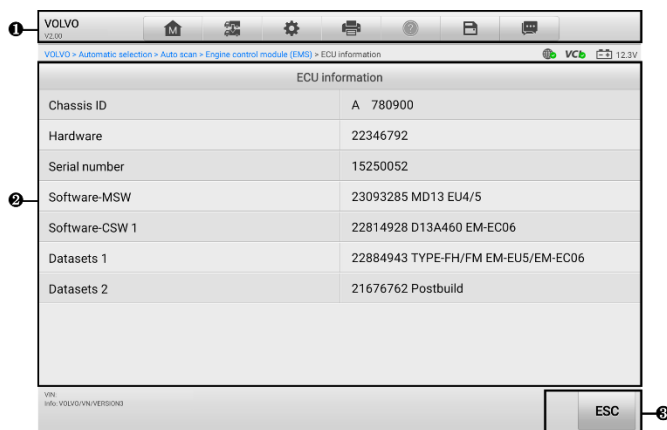 ❶
VOLVO
V2.00
M
VOLVO > Automatic selection > Auto scan > Engine control module (EMS) > ECU information
VCb 12.3V
ECU information
Chassis ID A 780900
Hardware 22346792
Serial number 15250052
❷
Software-MSW 23093285 MD13 EU4/5
Software-CSW 1 22814928 D13A460 EM-EC06
Datasets 1 22884943 TYPE-FH/FM EM-EU5/EM-EC06
Datasets 2 21676762 Postbuild
VIN:
Info: VOLVO/VN/VERSION3
ESC
❸